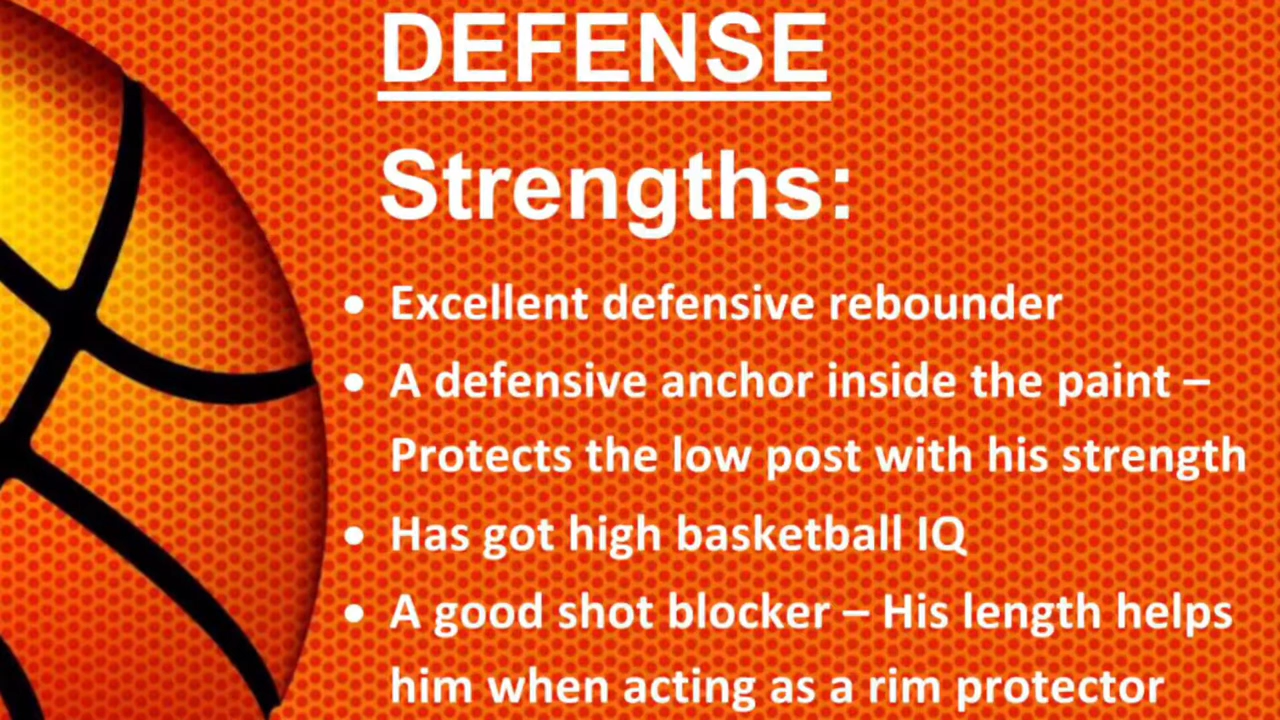 DEFENSE
Strengths:
• Excellent defensive rebounder
• A defensive anchor inside the paint –
Protects the low post with his strength
• Has got high basketball IQ
• A good shot blocker – His length helps
him when acting as a rim protector